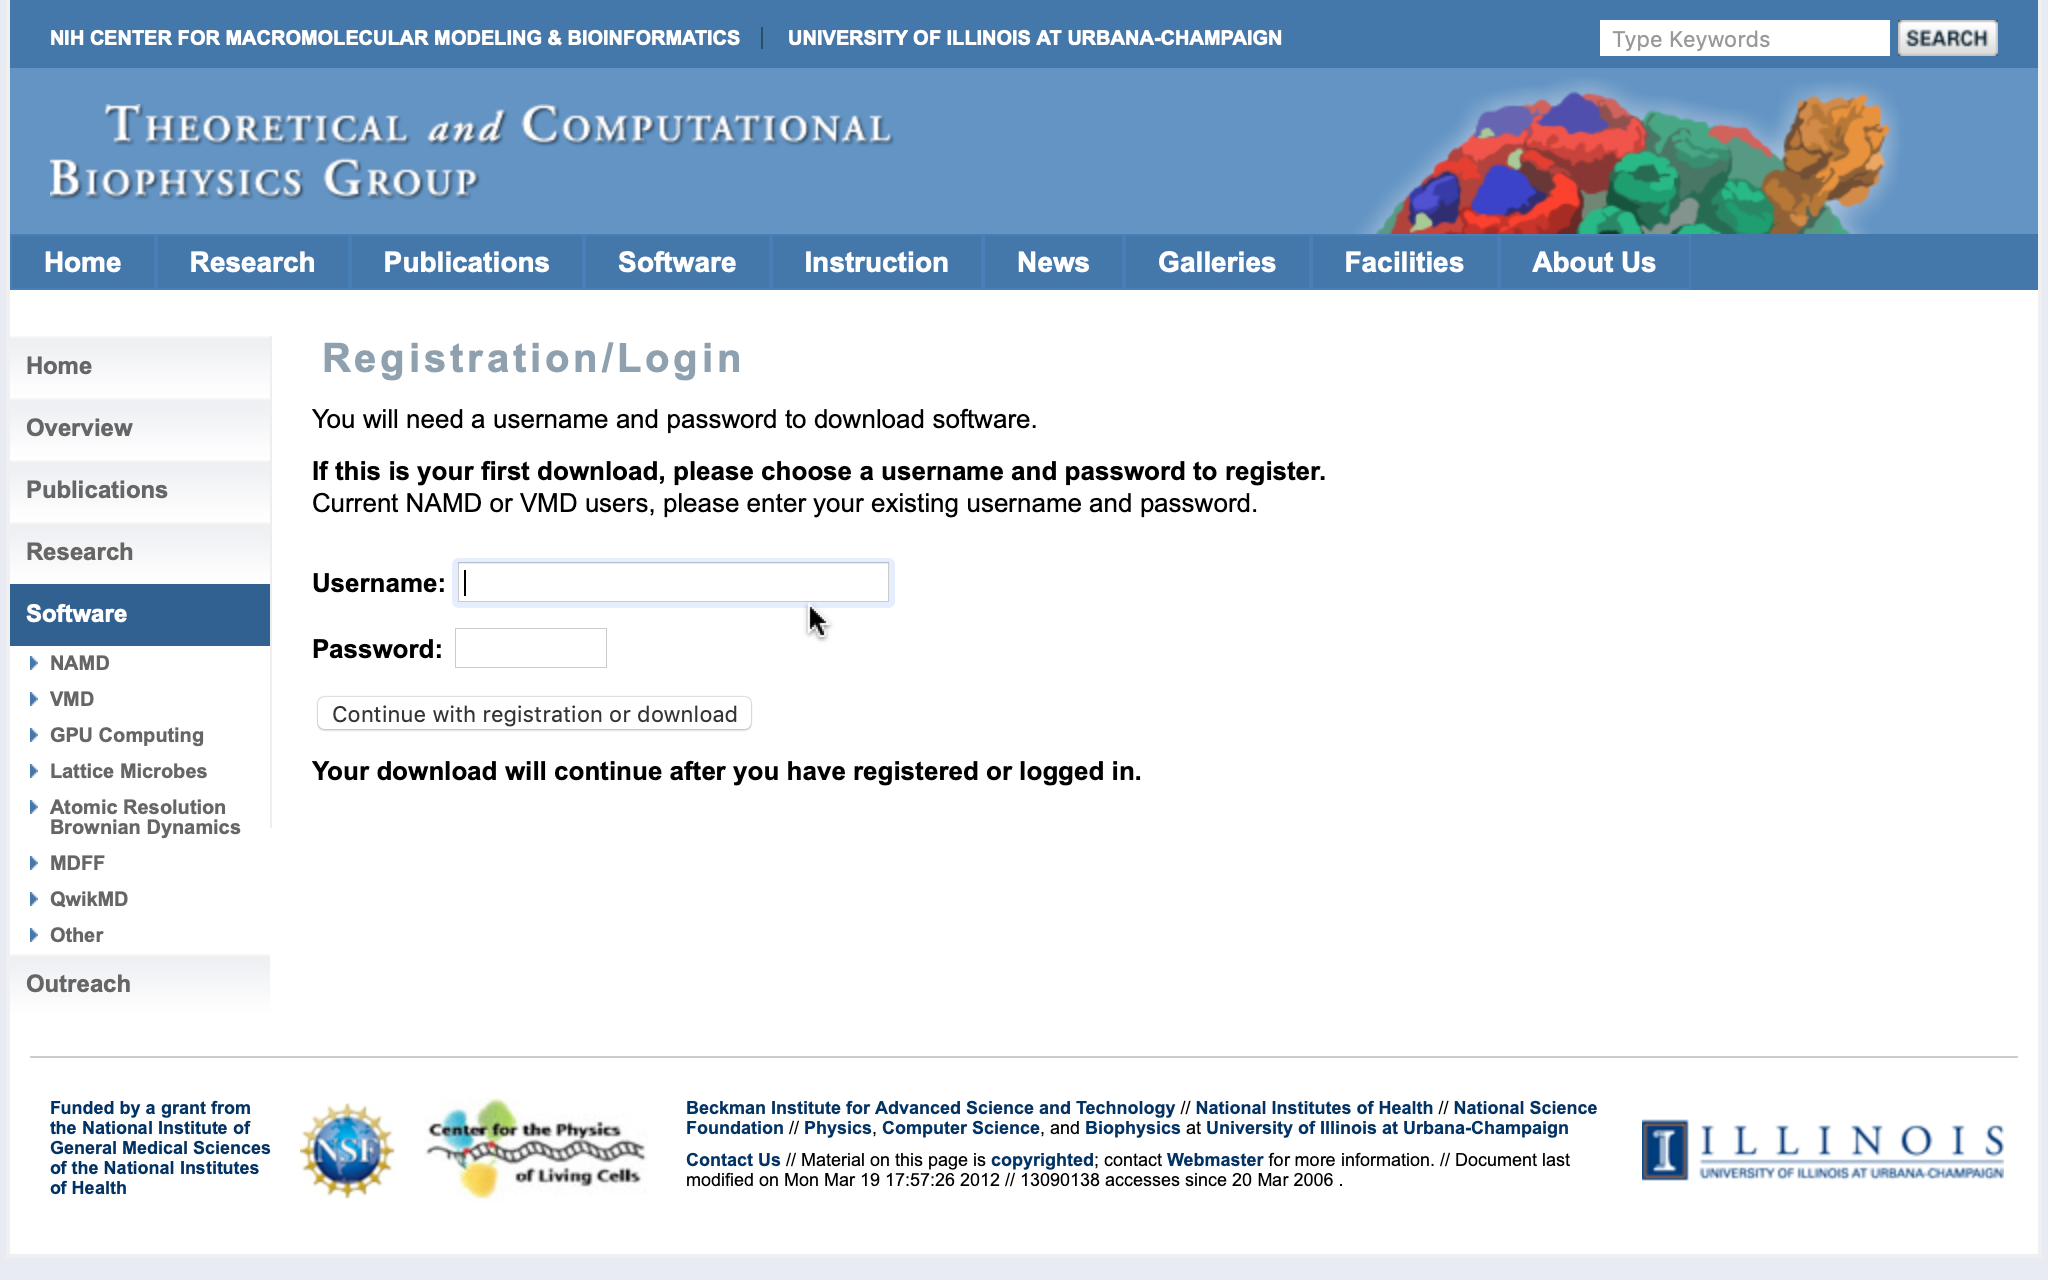 NIH CENTER FOR MACROMOLECULAR MODELING & BIOINFORMATICS
UNIVERSITY OF ILLINOIS AT URBANA-CHAMPAIGN
Type Keywords
SEARCH
THEORETICAL and COMPUTATIONAL
BIOPHYSICS GROUP
Home
Research
Publications
Software
Instruction
News
Galleries
Facilities
About Us
Home
Overview
Publications
Research
Software
NAMD
VMD
GPU Computing
Lattice Microbes
Atomic Resolution
Brownian Dynamics
MDFF
QwikMD
Other
Outreach
Registration/Login
You will need a username and password to download software.
If this is your first download, please choose a username and password to register.
Current NAMD or VMD users, please enter your existing username and password.
Username:
Password:
Continue with registration or download
Your download will continue after you have registered or logged in.
Funded by a grant from
the National Institute of
General Medical Sciences
of the National Institutes
of Health
NSF
Center for the Physics
of Living Cells
Beckman Institute for Advanced Science and Technology // National Institutes of Health // National Science
Foundation // Physics, Computer Science, and Biophysics at University of Illinois at Urbana-Champaign
Contact Us // Material on this page is copyrighted; contact Webmaster for more information. // Document last
modified on Mon Mar 19 17:57:26 2012 // 13090138 accesses since 20 Mar 2006 .
I ILLINOIS
UNIVERSITY OF ILLINOIS AT URBANA-CHAMPAIGN